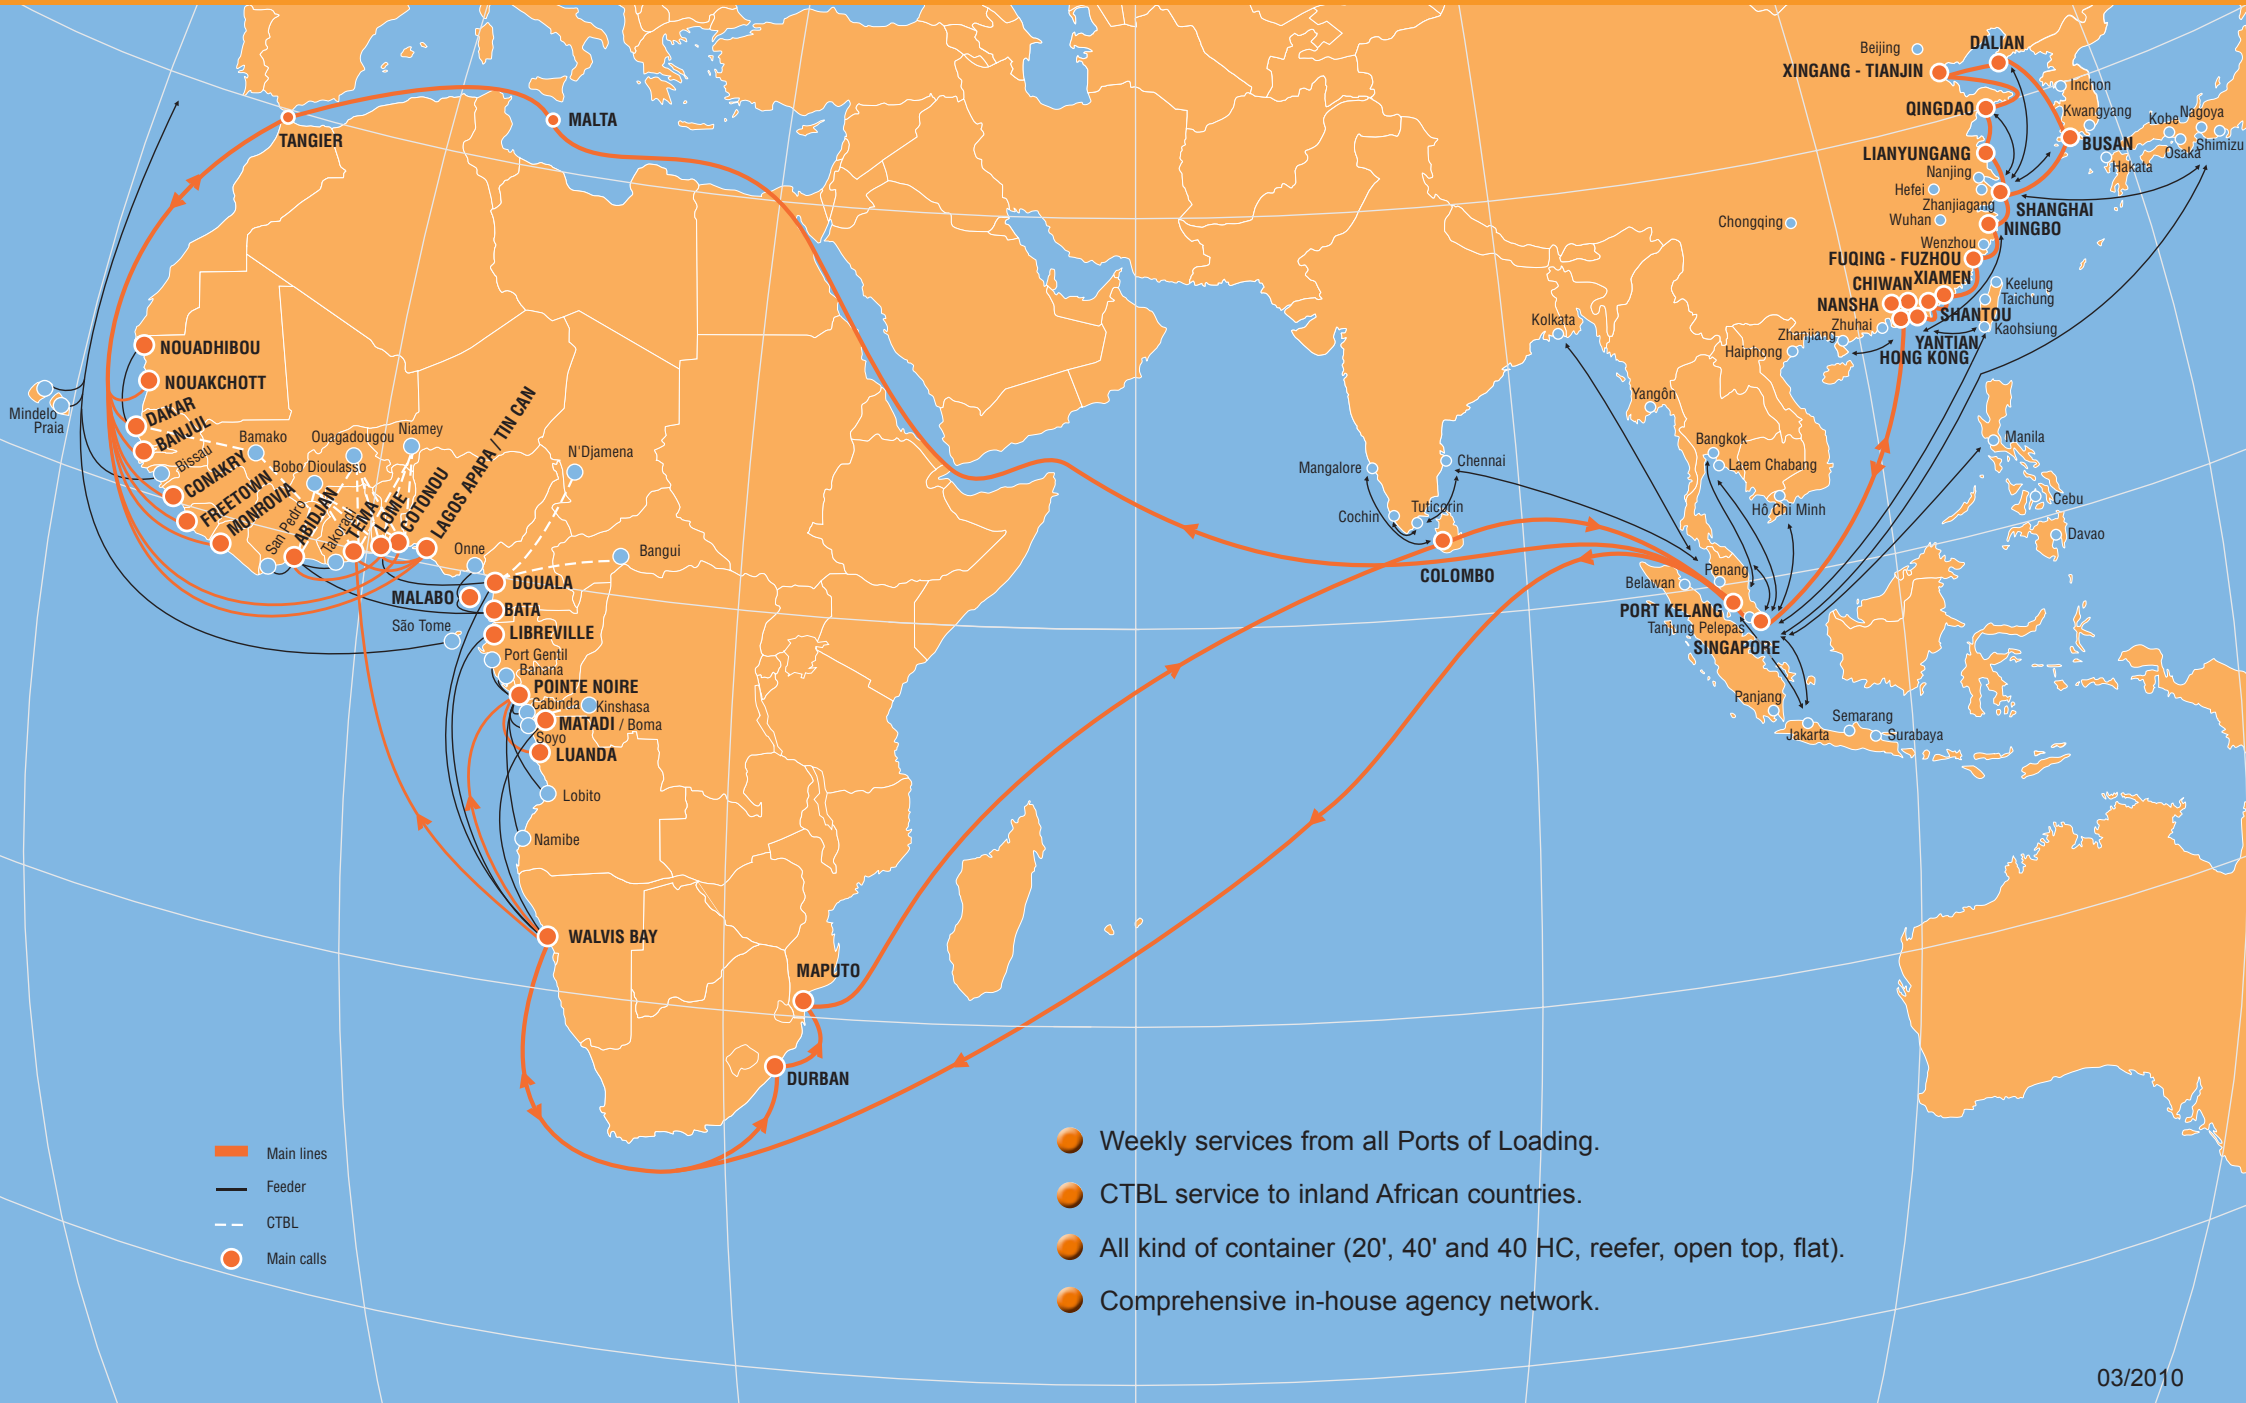 Beijing
DALIAN
XINGANG - TIANJIN
Inchon
QINGDAO
Kwangyang
Kobe
Nagoya
BUSAN
Osaka
Shimizu
Hakata
LIANYUNGANG
Nanjing
Hefei
Zhanjiagang
SHANGHAI
Chongqing
Wuhan
NINGBO
Wenzhou
FUQING - FUZHOU
XIAMEN
CHIWAN
Keelung
Taichung
NANSHA
SHANTOU
Zhuhai
Kaohsiung
Zhanjiang
YANTIAN
Haiphong
HONG KONG
TANGIER
MALTA
NOUADHIBOU
NOUAKCHOTT
Mindelo
Praia
DAKAR
BANJUL
Bissau
CONAKRY
FREETOWN
MONROVIA
Bamako
Ouagadougou
Niamey
Bobo Dioulasso
San Pedro
ABIDJAN
Takoradi
TEMA
LOME
COTONOU
LAGOS APAPA / TIN CAN
N'Djamena
Onne
Bangui
DOUALA
MALABO
BATA
São Tome
LIBREVILLE
Port Gentil
Banana
POINTE NOIRE
Cabinda
Kinshasa
MATADI / Boma
Soyo
LUANDA
Lobito
Namibe
WALVIS BAY
MAPUTO
DURBAN
Kolkata
Yangôn
Mangalore
Chennai
Cochin
Tuticorin
COLOMBO
Bangkok
Laem Chabang
Hô Chi Minh
Manila
Cebu
Davao
Penang
Belawan
PORT KELANG
Tanjung Pelepas
SINGAPORE
Panjang
Jakarta
Semarang
Surabaya
Main lines
Feeder
CTBL
Main calls
Weekly services from all Ports of Loading.
CTBL service to inland African countries.
All kind of container (20', 40' and 40 HC, reefer, open top, flat).
Comprehensive in-house agency network.
03/2010